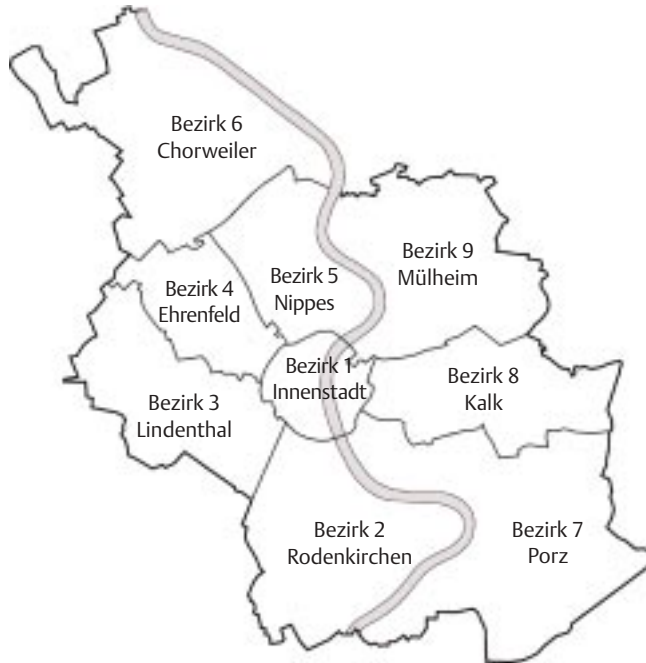 Bezirk 6
Chorweiler
Bezirk 9
Mülheim
Bezirk 5
Nippes
Bezirk 4
Ehrenfeld
Bezirk 1
Innenstadt
Bezirk 8
Kalk
Bezirk 3
Lindenthal
Bezirk 2
Rodenkirchen
Bezirk 7
Porz